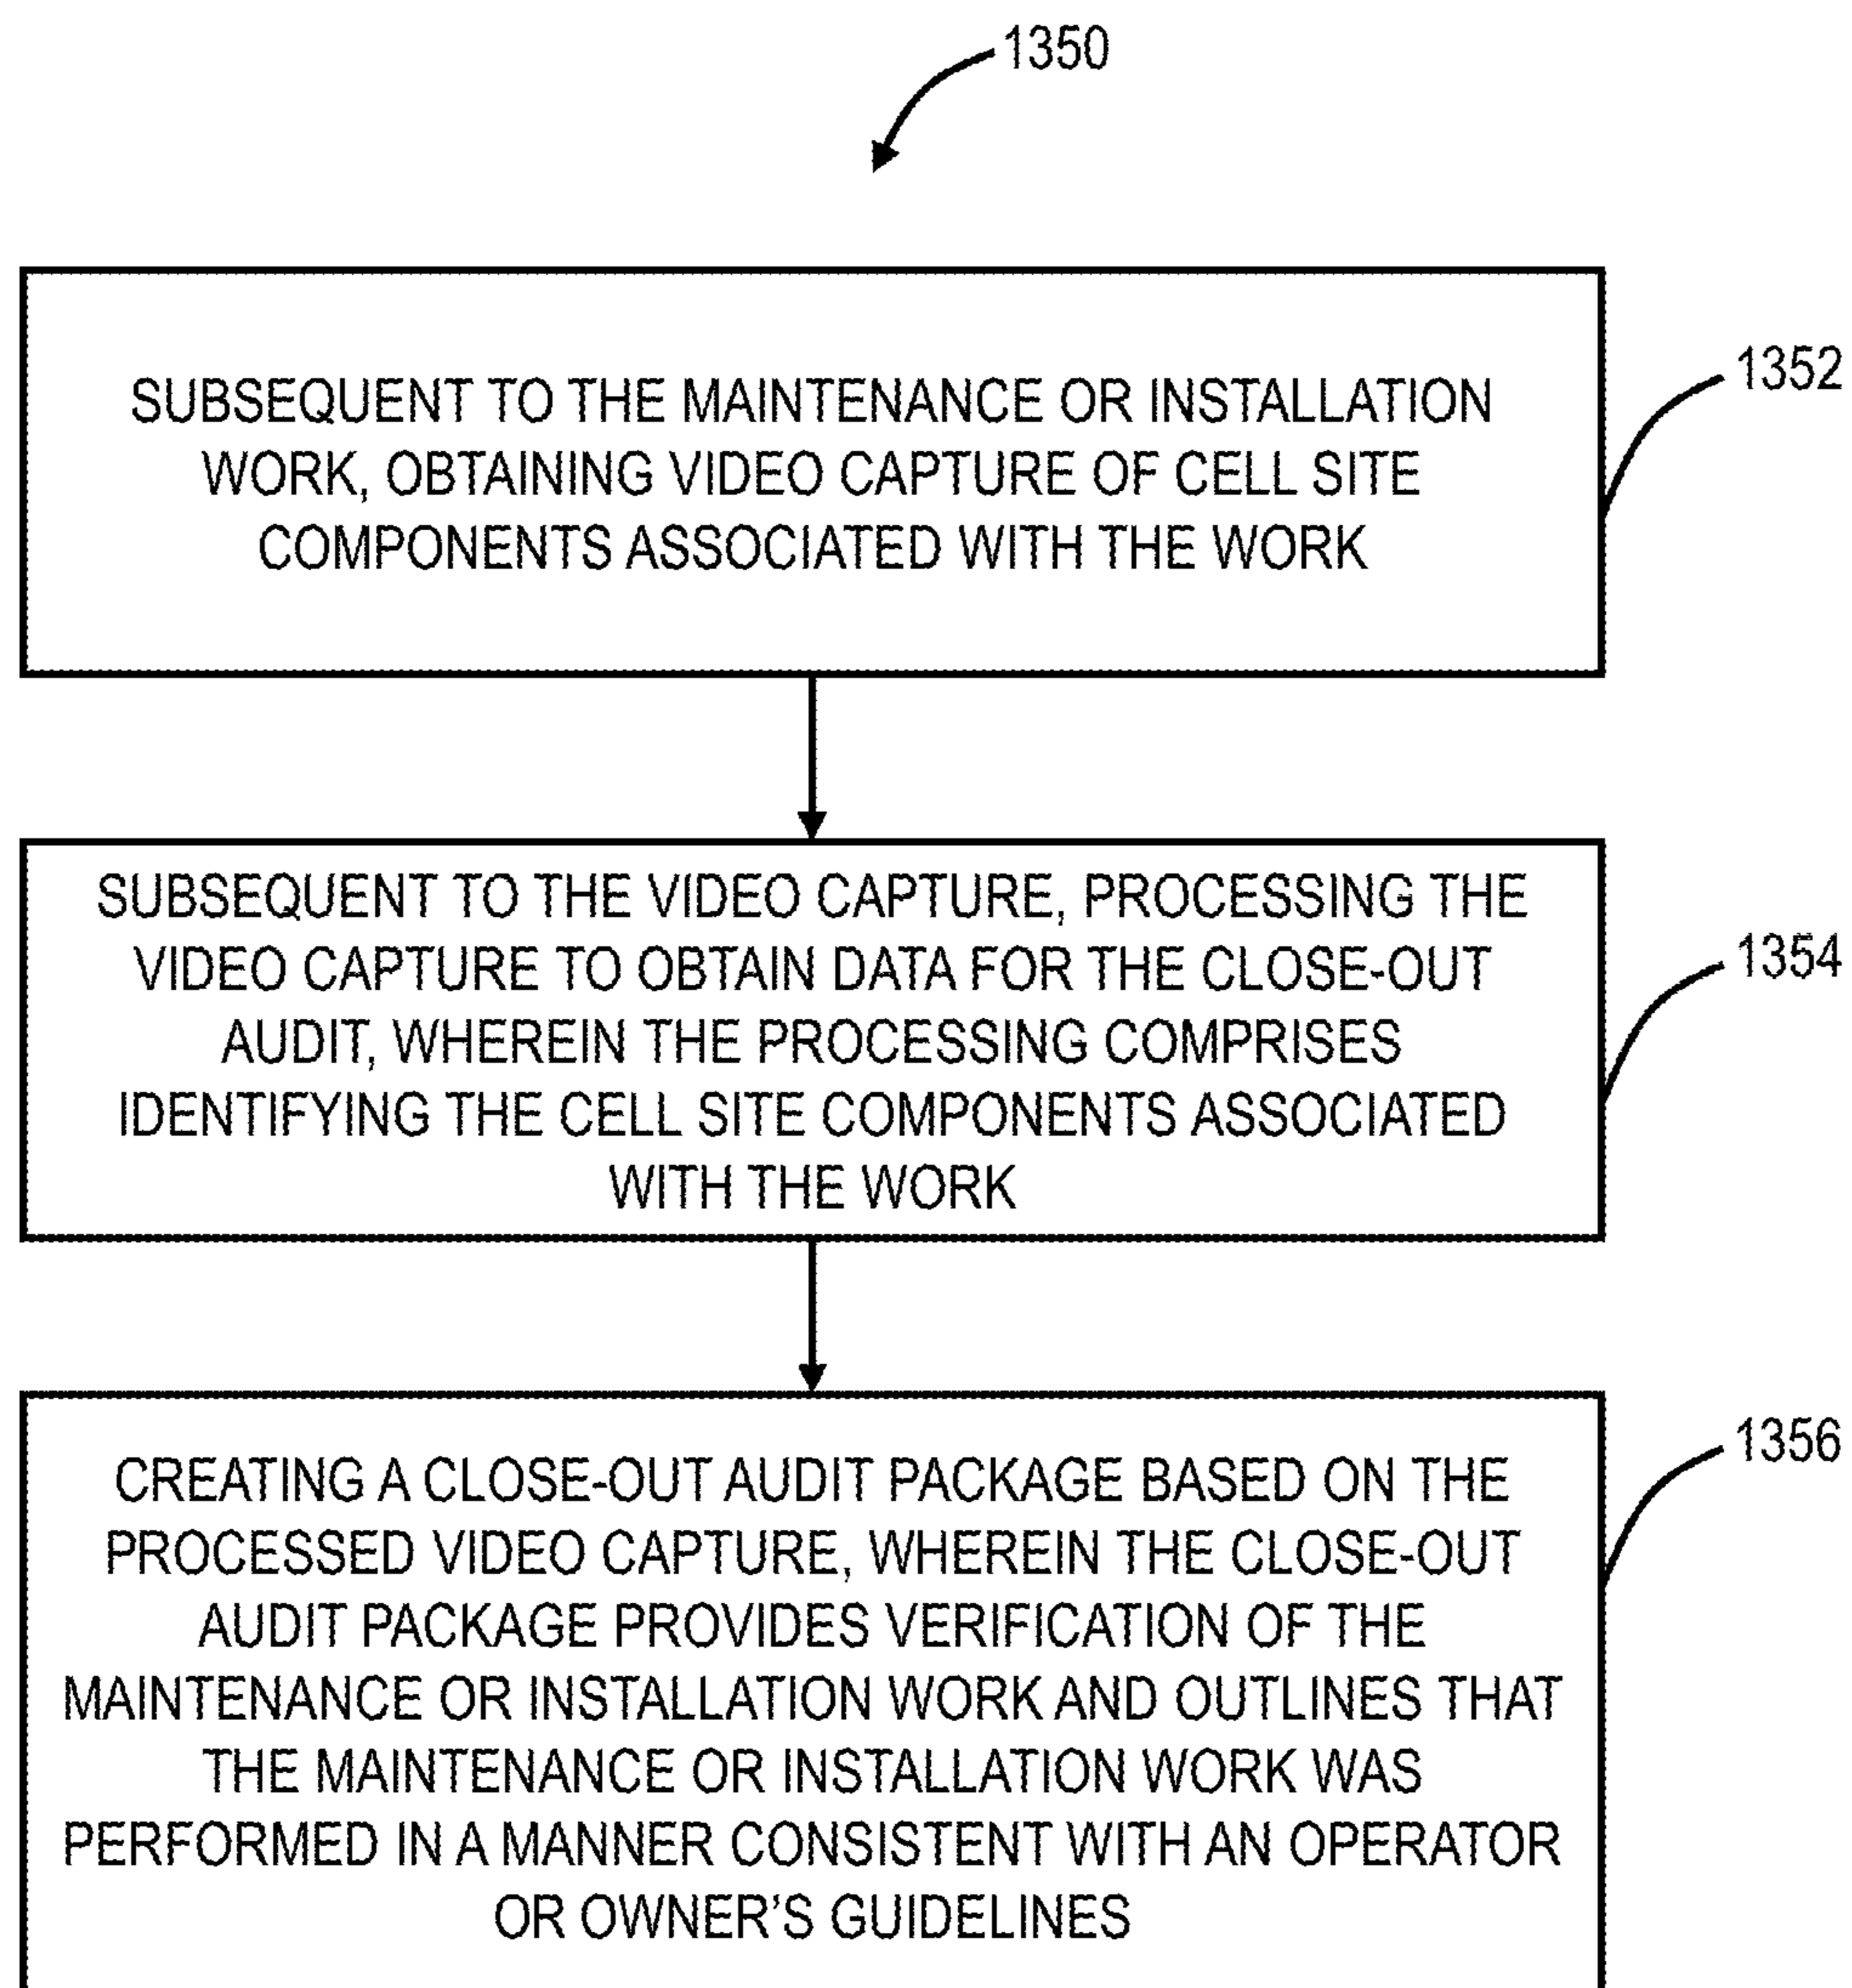 1350
SUBSEQUENT TO THE MAINTENANCE OR INSTALLATION
WORK, OBTAINING VIDEO CAPTURE OF CELL SITE
COMPONENTS ASSOCIATED WITH THE WORK
1352
SUBSEQUENT TO THE VIDEO CAPTURE, PROCESSING THE
VIDEO CAPTURE TO OBTAIN DATA FOR THE CLOSE-OUT
AUDIT, WHEREIN THE PROCESSING COMPRISES
IDENTIFYING THE CELL SITE COMPONENTS ASSOCIATED
WITH THE WORK
1354
CREATING A CLOSE-OUT AUDIT PACKAGE BASED ON THE
PROCESSED VIDEO CAPTURE, WHEREIN THE CLOSE-OUT
AUDIT PACKAGE PROVIDES VERIFICATION OF THE
MAINTENANCE OR INSTALLATION WORK AND OUTLINES THAT
THE MAINTENANCE OR INSTALLATION WORK WAS
PERFORMED IN A MANNER CONSISTENT WITH AN OPERATOR
OR OWNER'S GUIDELINES
1356